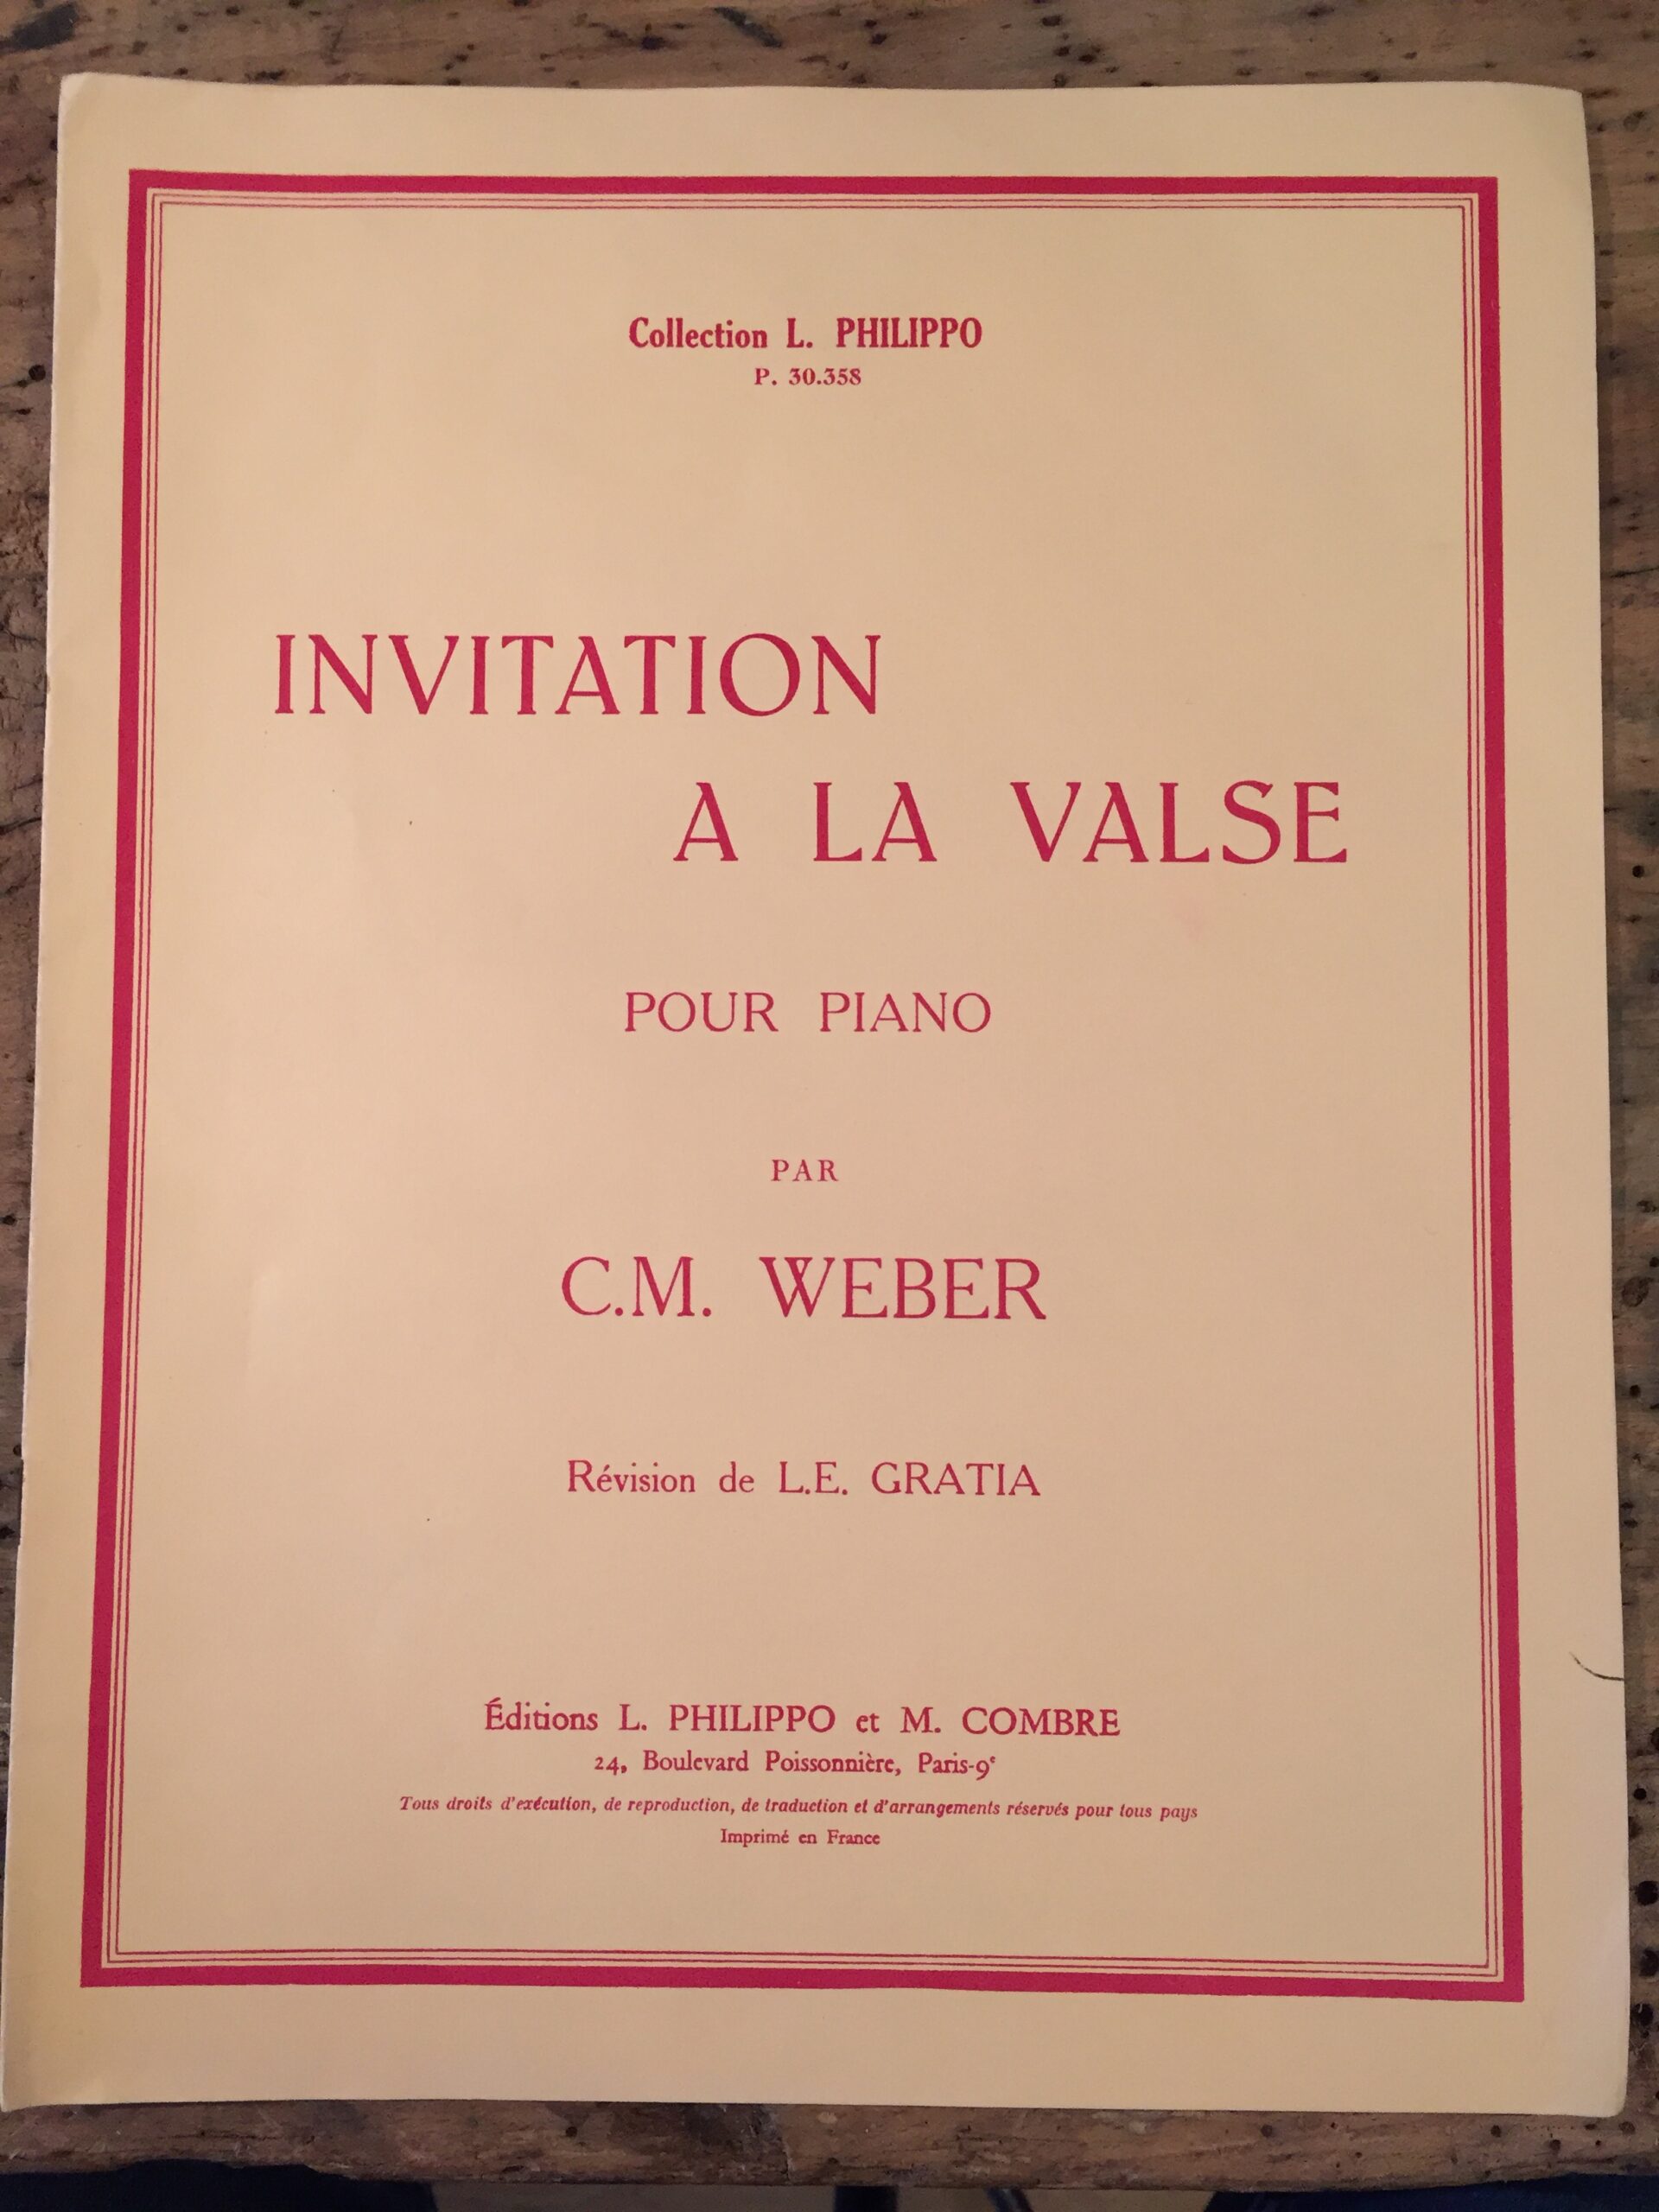 Collection L. PHILIPPO
P. 30.358
INVITATION
A LA VALSE
POUR PIANO
PAR
C.M. WEBER
Révision de L.E. GRATIA
Éditions L. PHILIPPO et M. COMBRE
24, Boulevard Poissonnière, Paris-9e
Tous droits d'exécution, de reproduction, de traduction et d'arrangements réservés pour tous pays
Imprimé en France